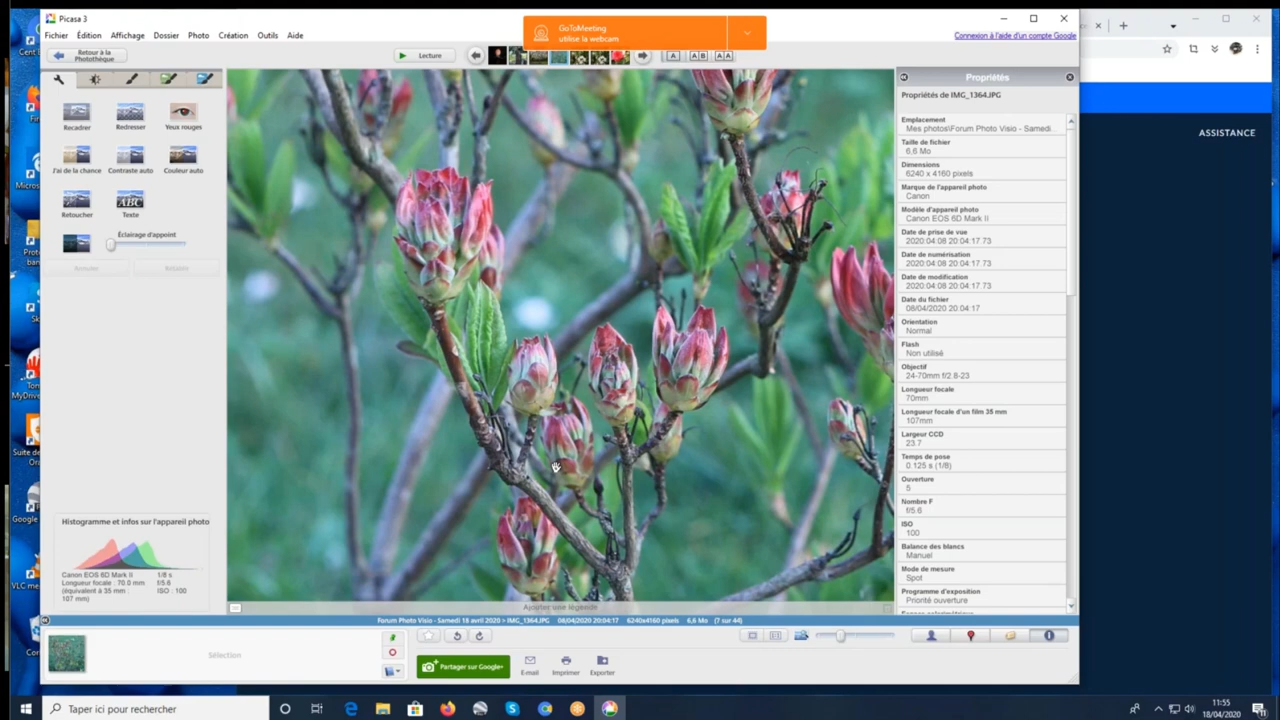 Picasa 3
Fichier Édition Affichage Dossier Photo Création Outils Aide
GoToMeeting
utilise la webcam
Connexion à l'aide d'un compte Google
Retour à la
Photothèque
Lecture
A AB AA
Propriétés
Recadrer Redresser Yeux rouges
J'ai de la chance Contraste auto Couleur auto
Retoucher Texte
ABC
Éclairage d'appoint
Annuler Rétablir
Histogramme et infos sur l'appareil photo
Canon EOS 6D Mark II 1/8 s
Longueur focale : 70.0 mm f/5.6
(équivalent à 35 mm : ISO : 100
107 mm)
Propriétés de IMG_1364.JPG
Emplacement
Mes photos\Forum Photo Visio - Samedi...
Taille de fichier
6,6 Mo
Dimensions
6240 x 4160 pixels
Marque de l'appareil photo
Canon
Modèle d'appareil photo
Canon EOS 6D Mark II
Date de prise de vue
2020:04:08 20:04:17 73
Date de numérisation
2020:04:08 20:04:17 73
Date de modification
2020:04:08 20:04:17 73
Date du fichier
08/04/2020 20:04:17
Orientation
Normal
Flash
Non utilisé
Objectif
24-70mm f/2.8-23
Longueur focale
70mm
Longueur focale d'un film 35 mm
107mm
Largeur CCD
23.7
Temps de pose
0.125 s (1/8)
Ouverture
5
Nombre F
f/5.6
ISO
100
Balance des blancs
Manuel
Mode de mesure
Spot
Programme d'exposition
Priorité ouverture
ASSISTANCE
Ajouter une légende
Forum Photo Visio - Samedi 18 avril 2020 > IMG_1364.JPG 08/04/2020 20:04:17 6240x4160 pixels 6,6 Mo (7 sur 44)
Sélection
Partager sur Google+
E-mail Imprimer Exporter
Taper ici pour rechercher
11:55
18/04/2020
11